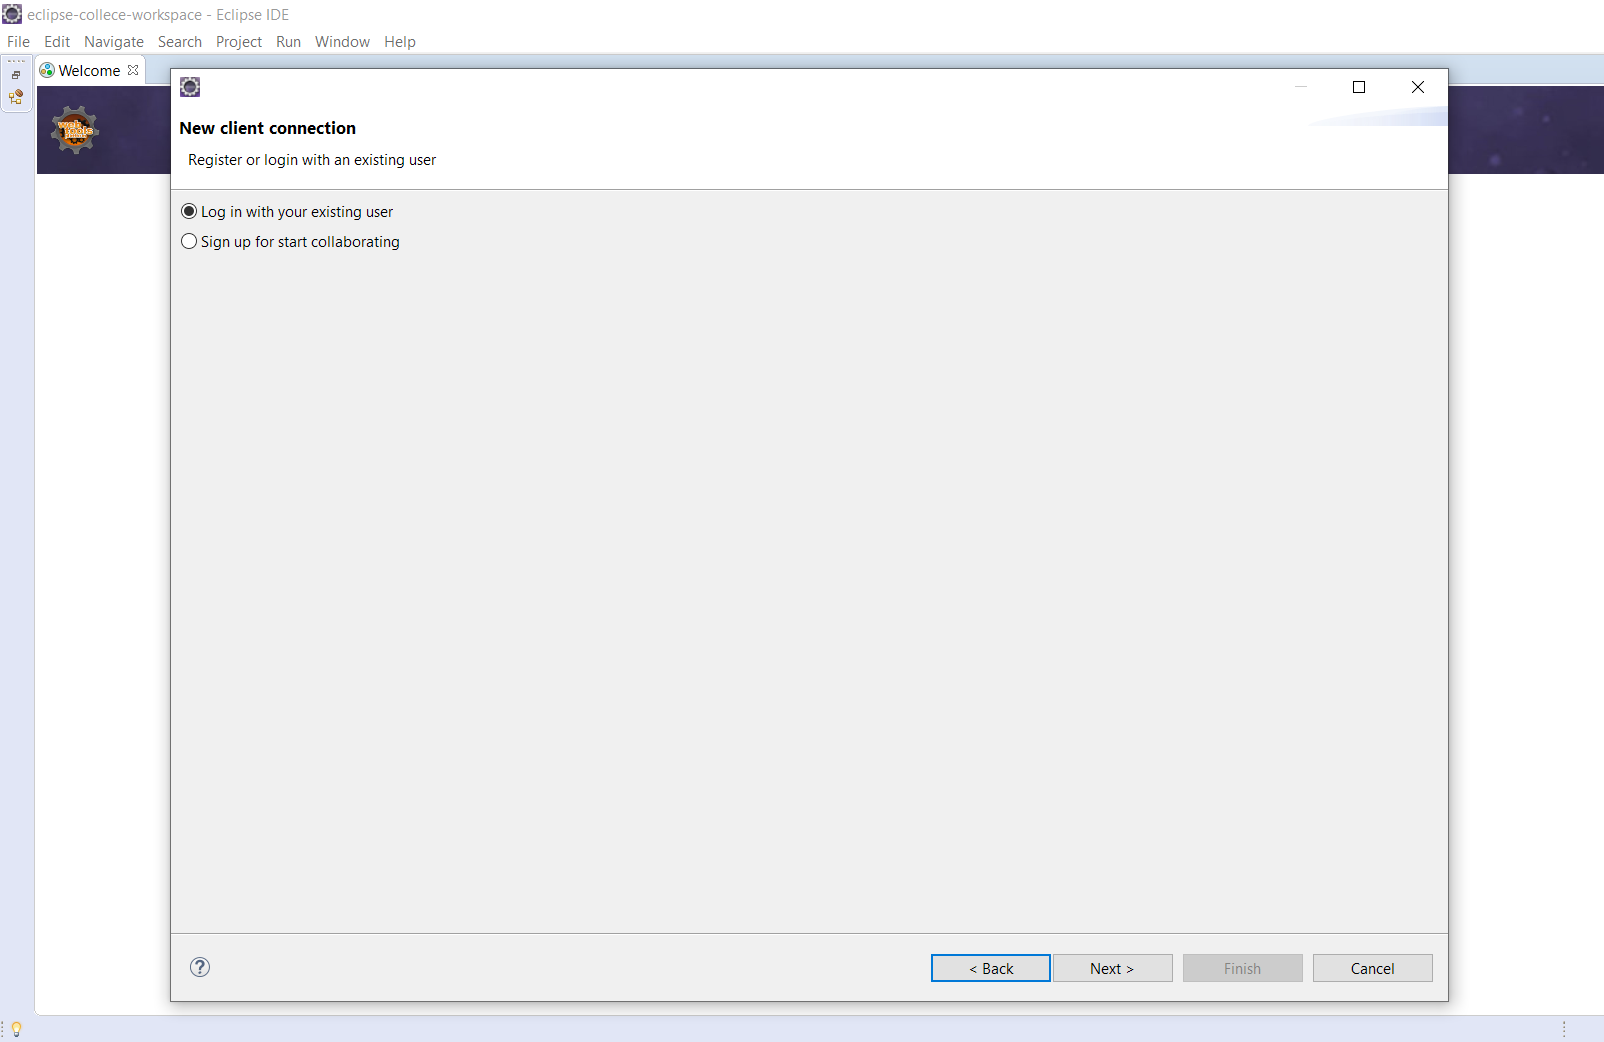 eclipse-collece-workspace - Eclipse IDE
File Edit Navigate Search Project Run Window Help
Welcome
web tools
New client connection
Register or login with an existing user
Log in with your existing user
Sign up for start collaborating
< Back Next > Finish Cancel